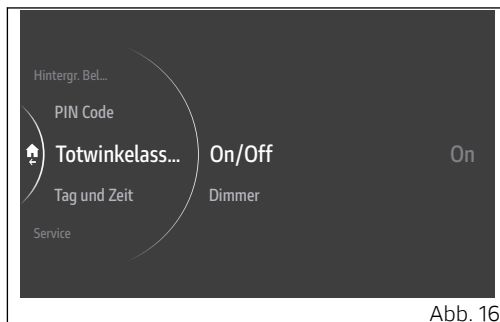 Hintergr. Bel...
PIN Code
Totwinkelass... On/Off On
Tag und Zeit Dimmer
Service
Abb. 16